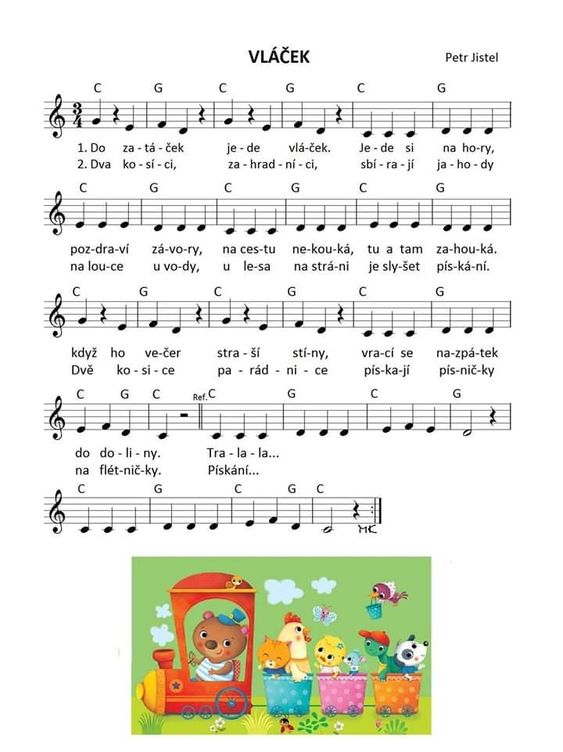 VLÁČEK
Petr Jistel
C G C G C G
1. Do za-tá-ček je-de vlá-ček. Je-de si na ho-ry,
2. Dva ko-sí-ci, za-hrad-ní-ci, sbí-ra-jí ja-ho-dy
C G C G C G
poz-dra-ví zá-vo-ry, na ces-tu ne-kou-ká, tu a tam za-hou-ká.
na lou-ce u vo-dy, u le-sa na strá-ni je sly-šet pís-ká-ní.
C G C G C G
když ho ve-čer stra-ší stí-ny, vra-cí se na-zpá-tek
Dvě ko-si-ce pa-rád-ni-ce pís-ka-jí pís-nič-ky
C G C Ref. C G C G
do do-li-ny. Tra-la-la...
na flét-nič-ky. Pískání...
C G C G C
MK